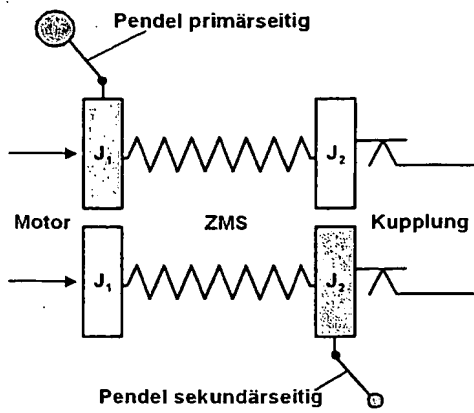 Pendel primärseitig
J₁ J₂
Motor ZMS Kupplung
J₁ J₂
Pendel sekundärseitig